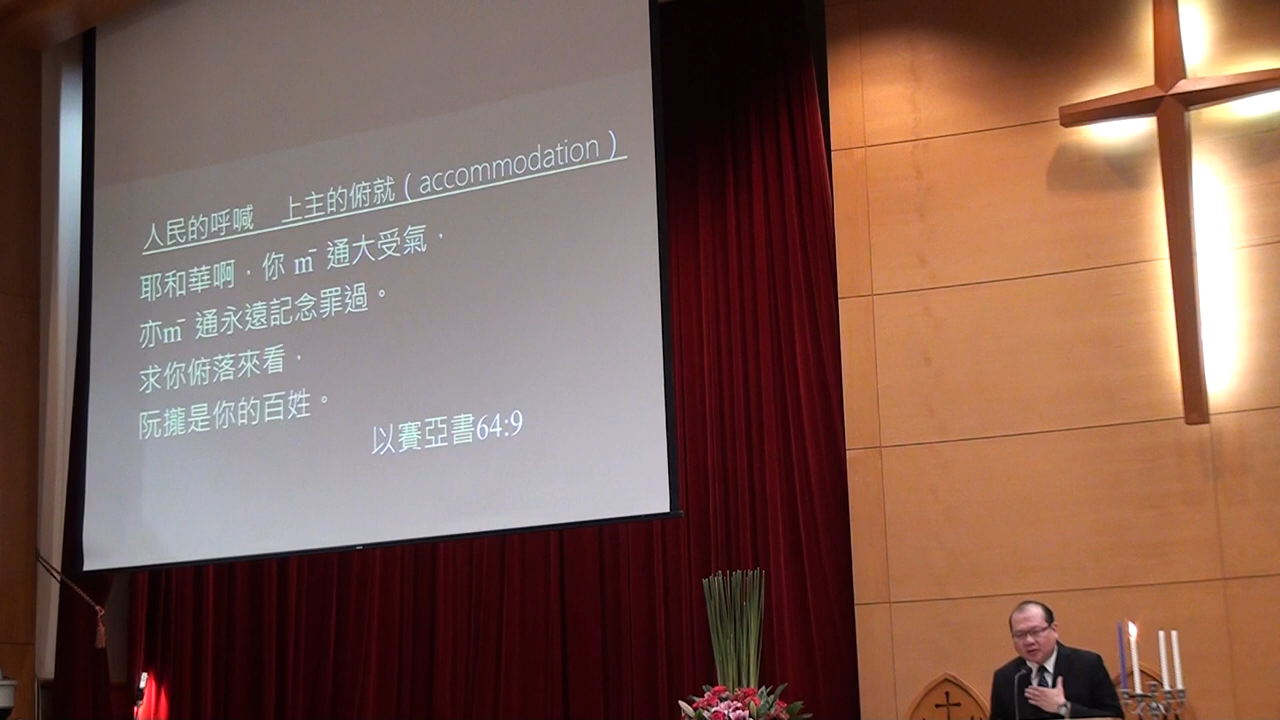 人民的呼喊 上主的俯就(accommodation)
耶和華啊，你 m̄ 通大受氣，
亦m̄ 通永遠記念罪過。
求你俯落來看，
阮攏是你的百姓。
以賽亞書64:9